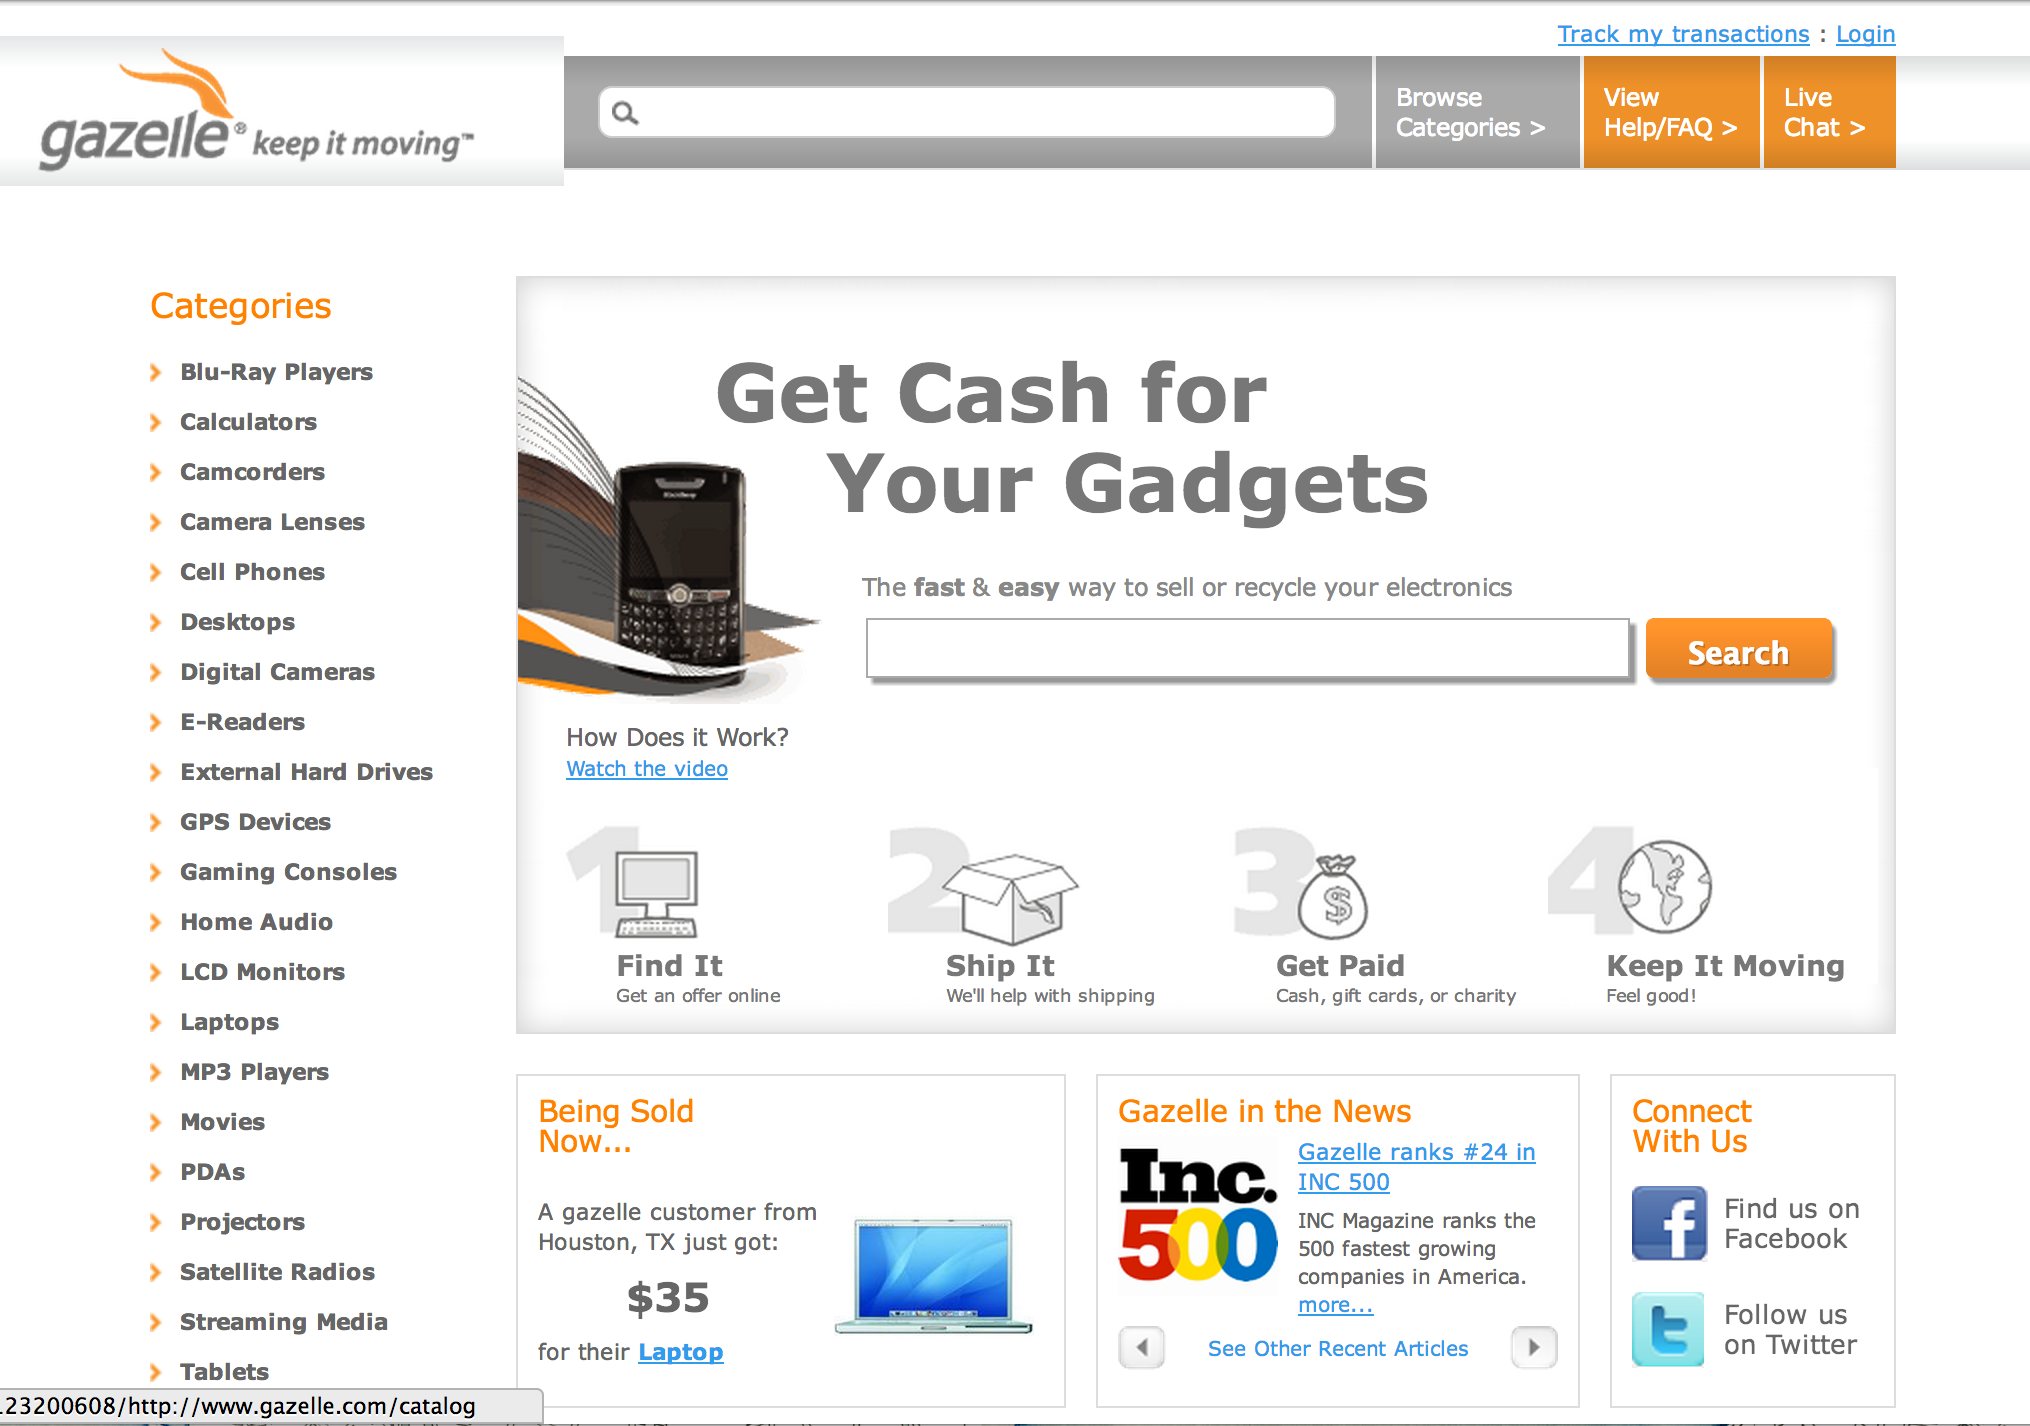 Track my transactions : Login
gazelle® keep it moving™
Browse
Categories >
View
Help/FAQ >
Live
Chat >
Categories
Blu-Ray Players
Calculators
Camcorders
Camera Lenses
Cell Phones
Desktops
Digital Cameras
E-Readers
External Hard Drives
GPS Devices
Gaming Consoles
Home Audio
LCD Monitors
Laptops
MP3 Players
Movies
PDAs
Projectors
Satellite Radios
Streaming Media
Tablets
Get Cash for
Your Gadgets
The fast & easy way to sell or recycle your electronics
Search
BlackBerry
How Does it Work?
Watch the video
1
Find It
Get an offer online
2
Ship It
We'll help with shipping
3
$
Get Paid
Cash, gift cards, or charity
4
Keep It Moving
Feel good!
Being Sold
Now...
A gazelle customer from
Houston, TX just got:
$35
for their Laptop
Gazelle in the News
Inc.
500
Gazelle ranks #24 in
INC 500
INC Magazine ranks the
500 fastest growing
companies in America.
more...
See Other Recent Articles
Connect
With Us
f
Find us on
Facebook
t
Follow us
on Twitter
123200608/http://www.gazelle.com/catalog